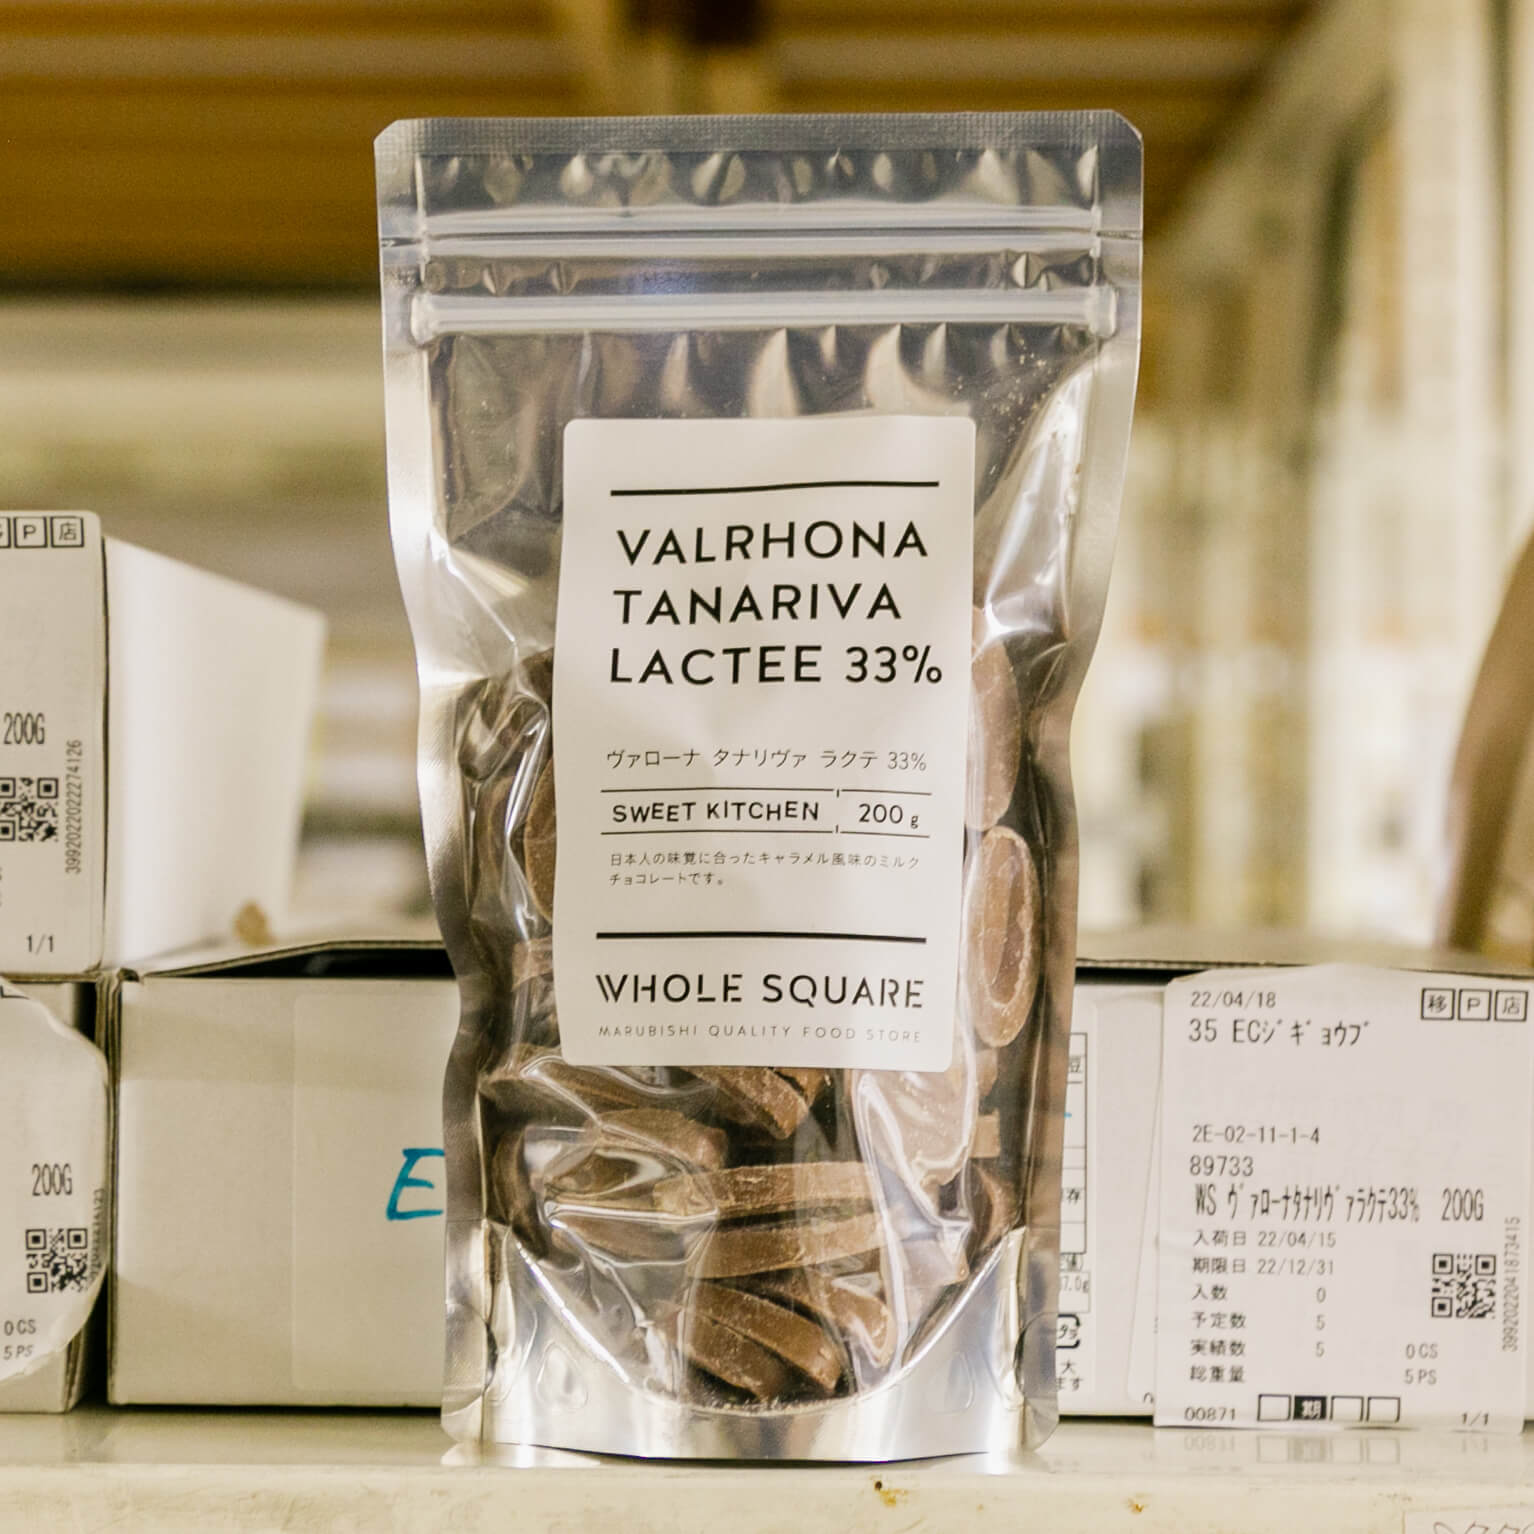 VALRHONA
TANARIVA
LACTEE 33%
ヴァローナ タナリヴァ ラクテ 33%
SWEET KITCHEN 200g
日本人の味覚に合ったキャラメル風味のミルク
チョコレートです。
WHOLE SQUARE
MARUBISHI QUALITY FOOD STORE
P 店
200G
399202202274126
1/1
200G
0CS
5PS
E
22/04/18
移 P 店
35 ECジギョウブ
2E-02-11-1-4
89733
WS ヴァローナタナリヴァラクテ33% 200G
入荷日 22/04/15
期限日 22/12/31
入数 0
予定数 5
実績数 5 0CS
総重量 5PS
3992022041873415
00871 期 1/1